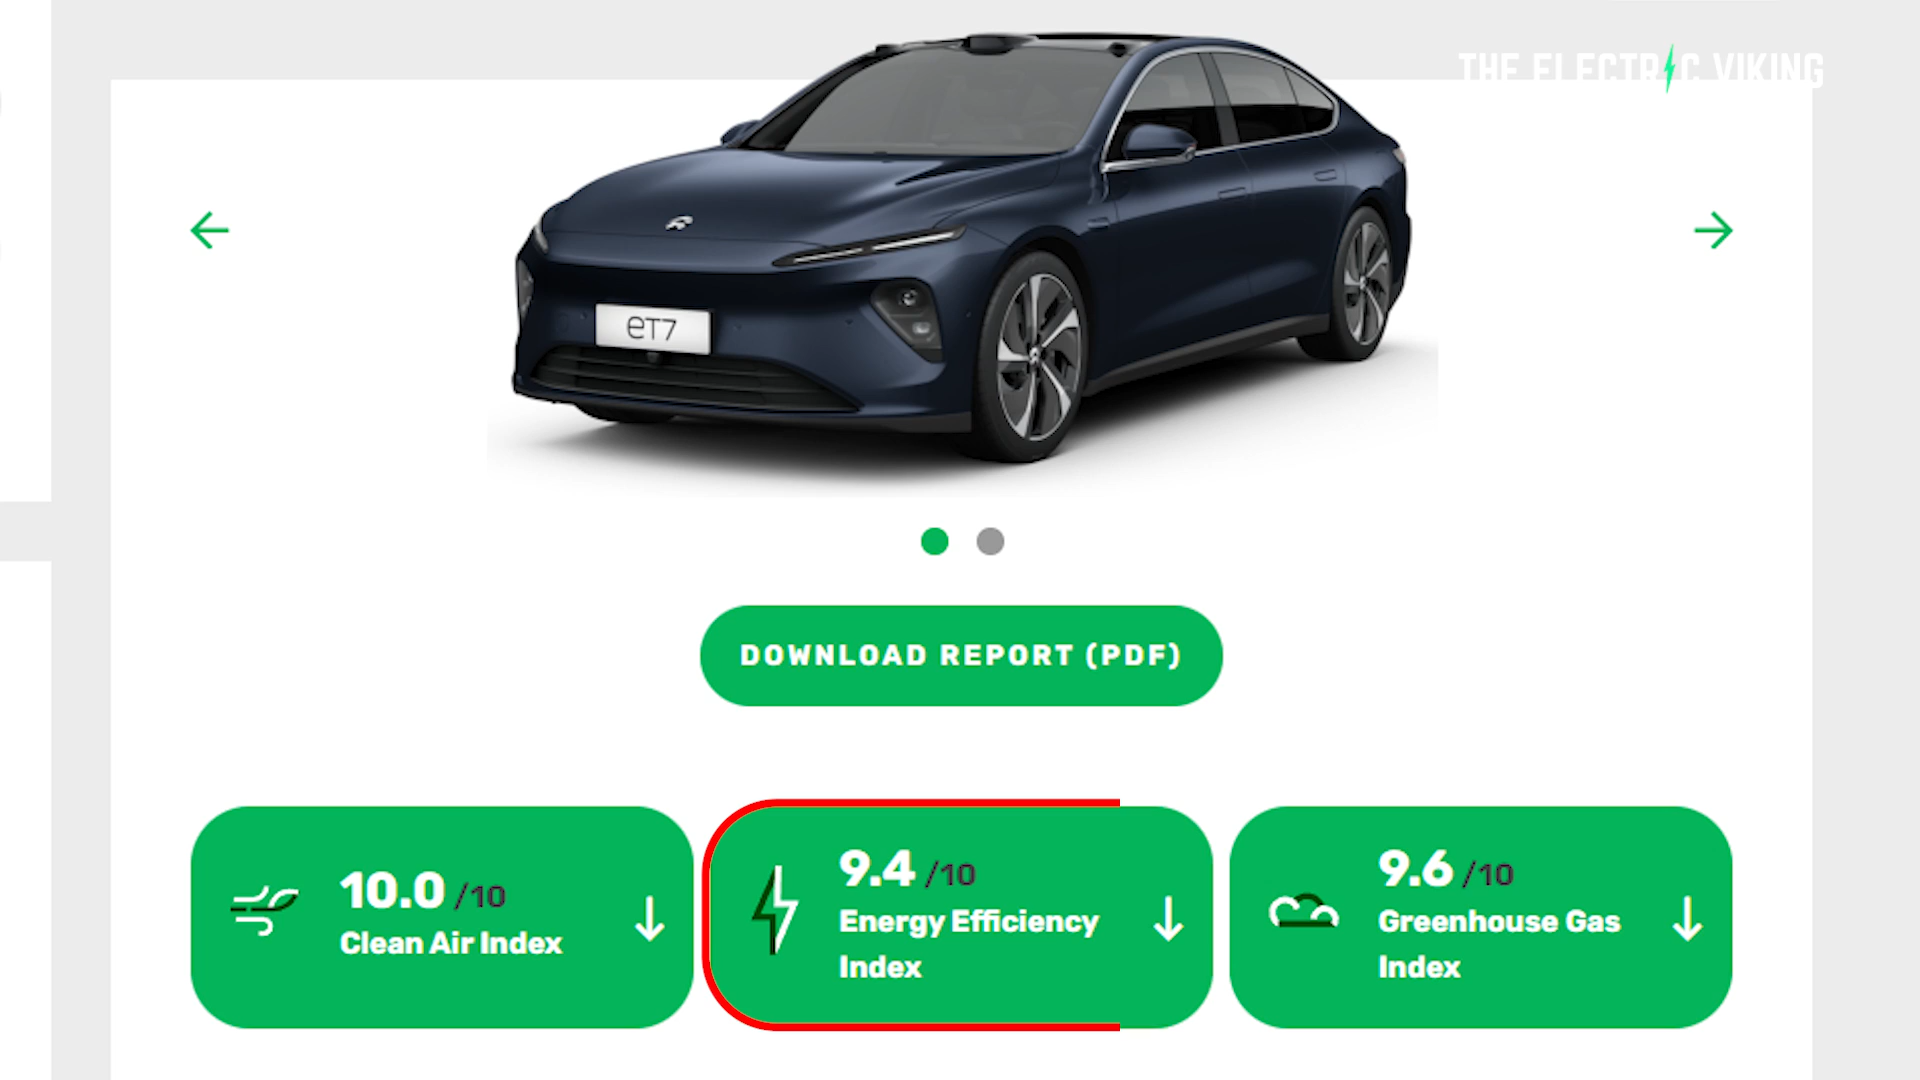 THE ELECTRIC VIKING
eT7
DOWNLOAD REPORT (PDF)
10.0 /10
Clean Air Index
9.4 /10
Energy Efficiency
Index
9.6 /10
Greenhouse Gas
Index